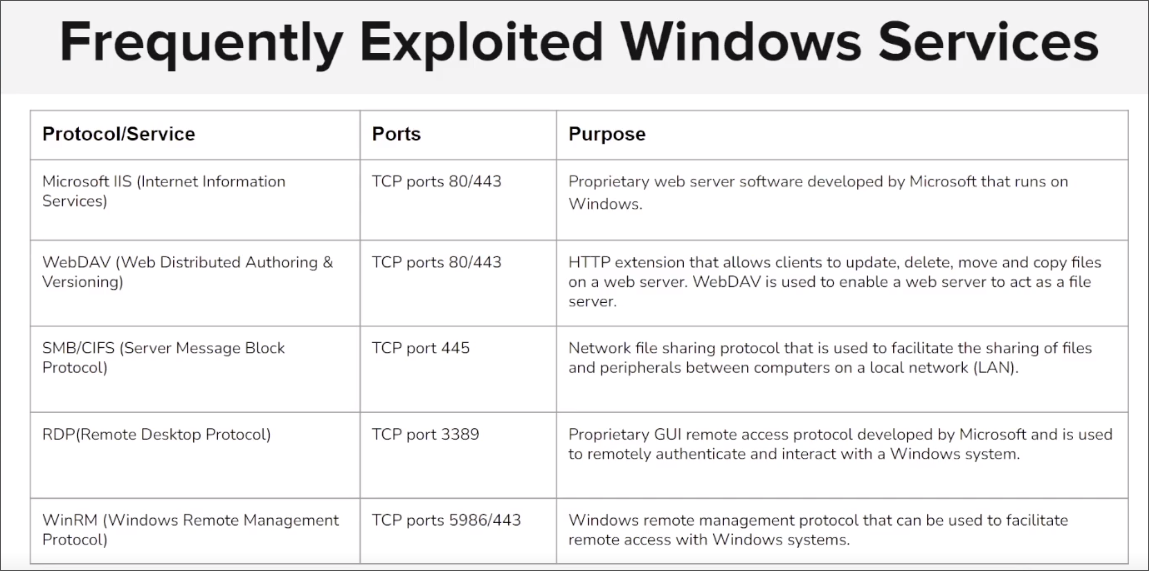 Frequently Exploited Windows Services
Protocol/Service
Ports
Purpose
Microsoft IIS (Internet Information
Services)
TCP ports 80/443
Proprietary web server software developed by Microsoft that runs on
Windows.
WebDAV (Web Distributed Authoring &
Versioning)
TCP ports 80/443
HTTP extension that allows clients to update, delete, move and copy files
on a web server. WebDAV is used to enable a web server to act as a file
server.
SMB/CIFS (Server Message Block
Protocol)
TCP port 445
Network file sharing protocol that is used to facilitate the sharing of files
and peripherals between computers on a local network (LAN).
RDP(Remote Desktop Protocol)
TCP port 3389
Proprietary GUI remote access protocol developed by Microsoft and is used
to remotely authenticate and interact with a Windows system.
WinRM (Windows Remote Management
Protocol)
TCP ports 5986/443
Windows remote management protocol that can be used to facilitate
remote access with Windows systems.